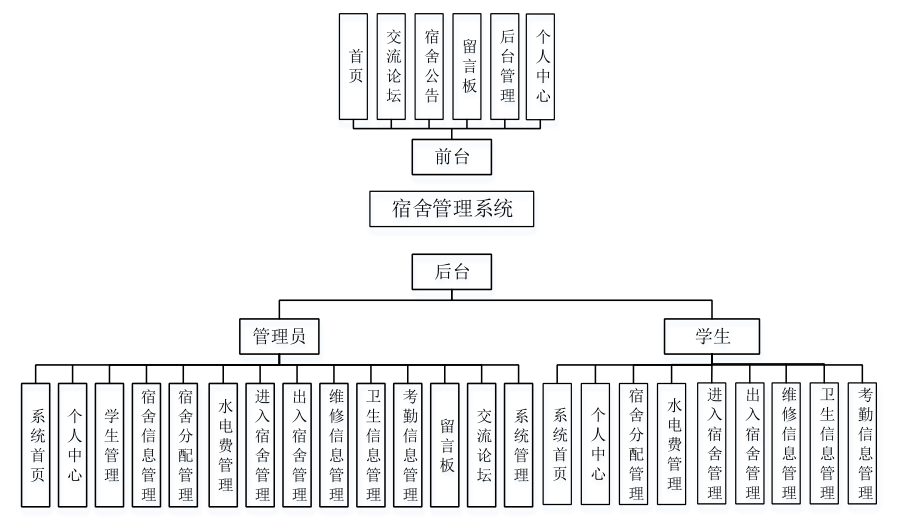 首页
交流论坛
宿舍公告
留言板
后台管理
个人中心
前台
宿舍管理系统
后台
管理员
学生
系统首页
个人中心
学生管理
宿舍信息管理
宿舍分配管理
水电费管理
进入宿舍管理
出入宿舍管理
维修信息管理
卫生信息管理
考勤信息管理
留言板
交流论坛
系统管理
系统首页
个人中心
宿舍分配管理
水电费管理
进入宿舍管理
出入宿舍管理
维修信息管理
卫生信息管理
考勤信息管理